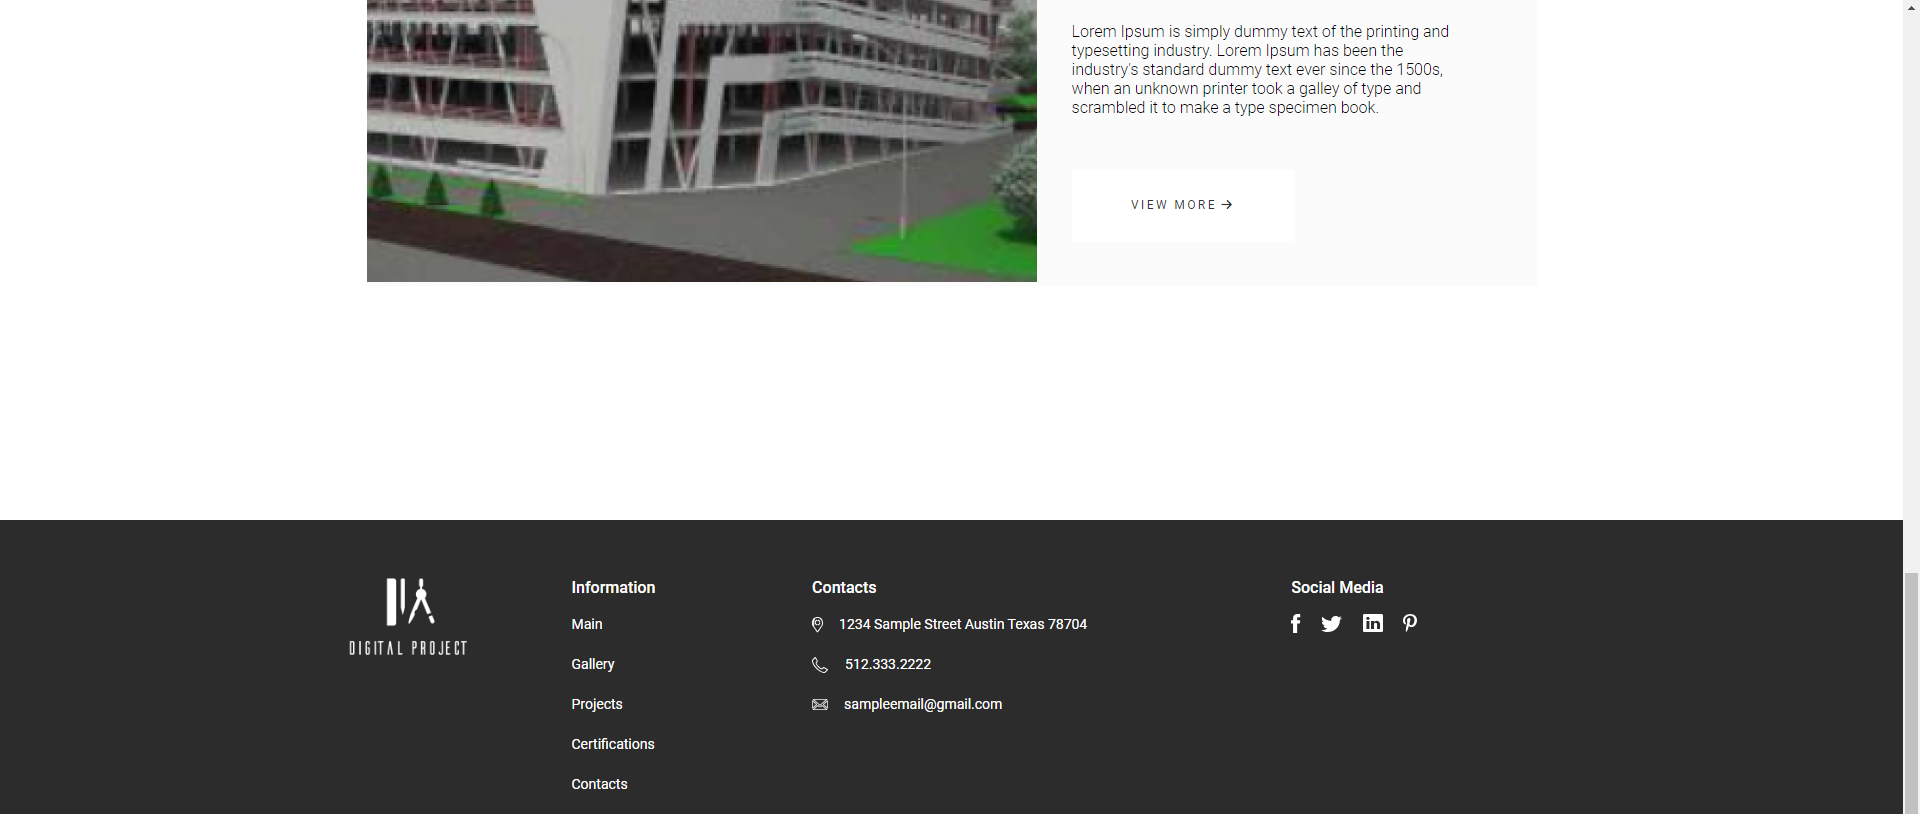 Lorem Ipsum is simply dummy text of the printing and
typesetting industry. Lorem Ipsum has been the
industry's standard dummy text ever since the 1500s,
when an unknown printer took a galley of type and
scrambled it to make a type specimen book.
VIEW MORE →
DIGITAL PROJECT
Information
Main
Gallery
Projects
Certifications
Contacts
Contacts
1234 Sample Street Austin Texas 78704
512.333.2222
sampleemail@gmail.com
Social Media